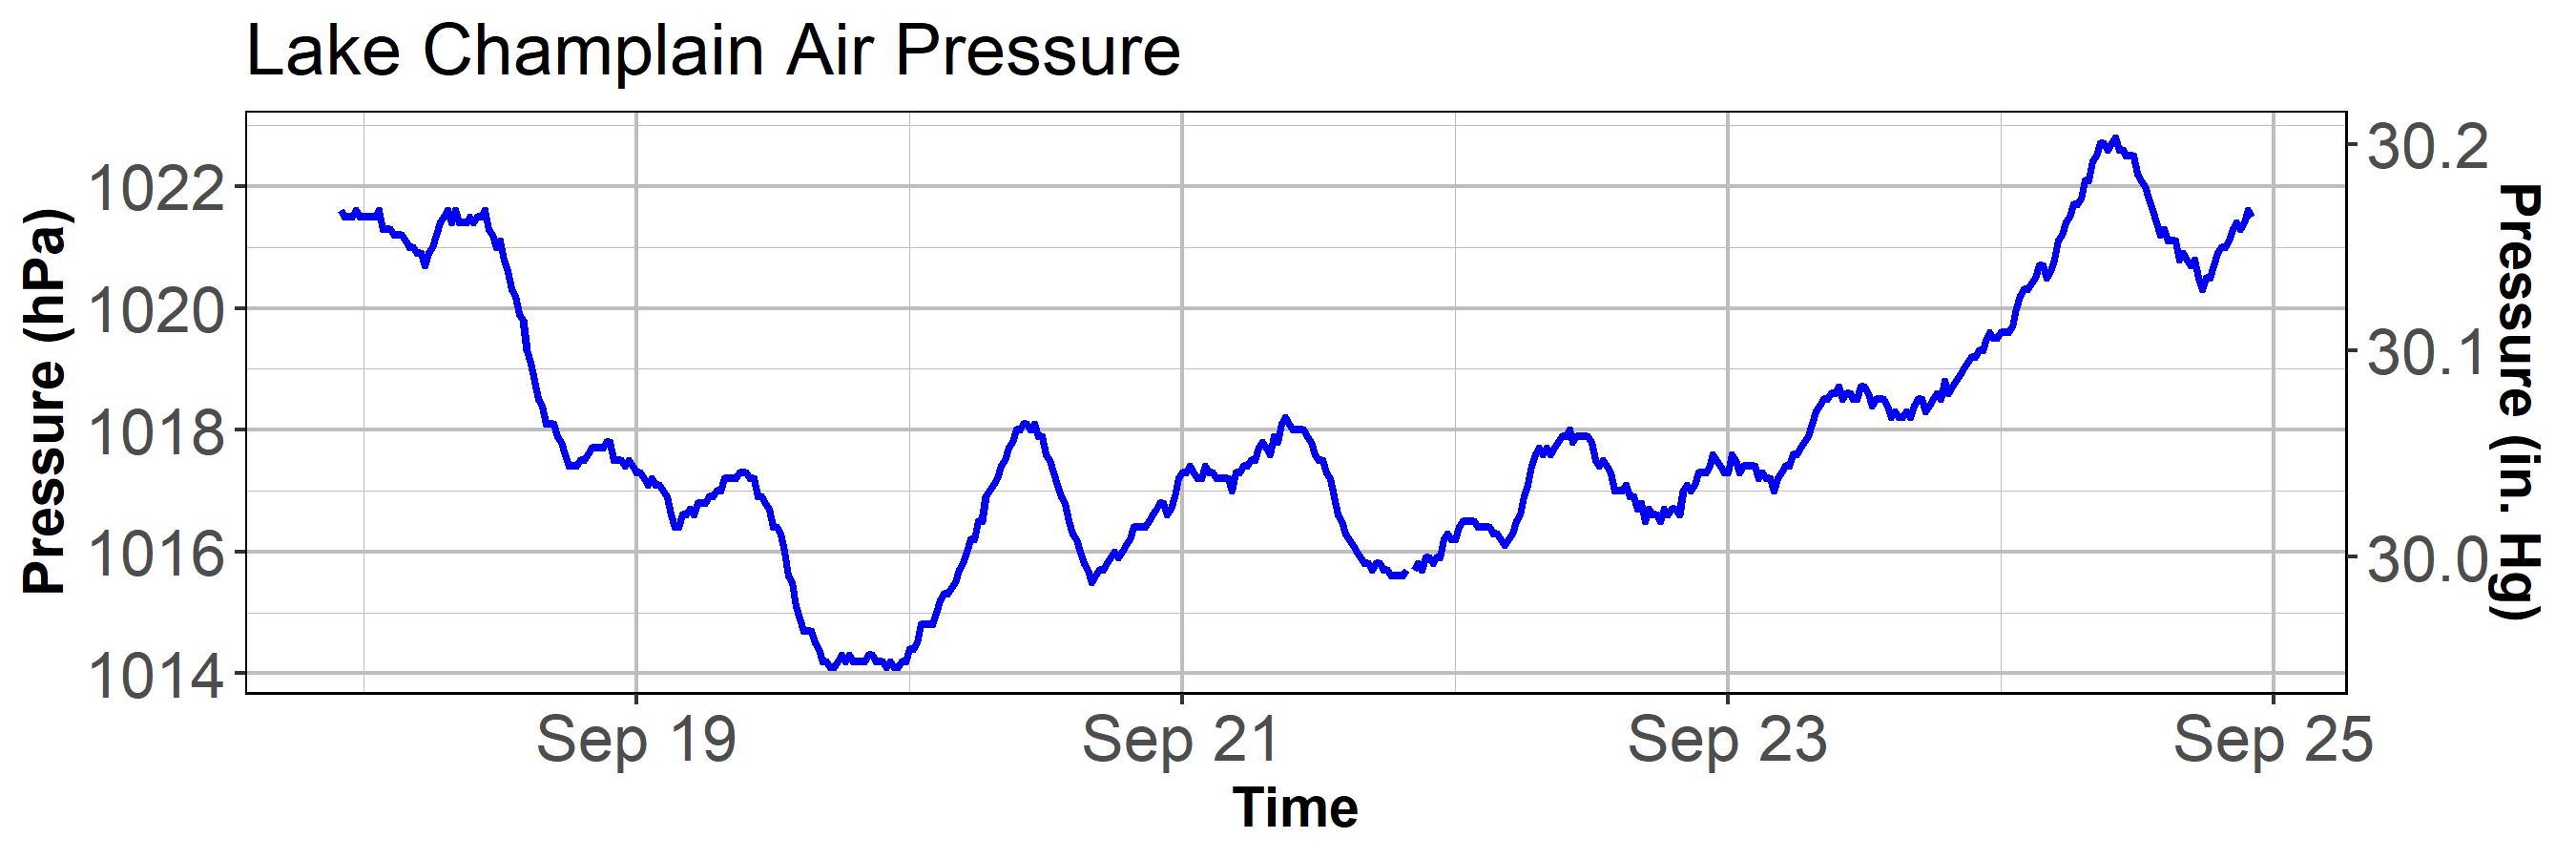 Lake Champlain Air Pressure
Pressure (hPa)
1022
1020
1018
1016
1014
30.2
30.1
30.0
Pressure (in. Hg)
Sep 19
Sep 21
Sep 23
Sep 25
Time